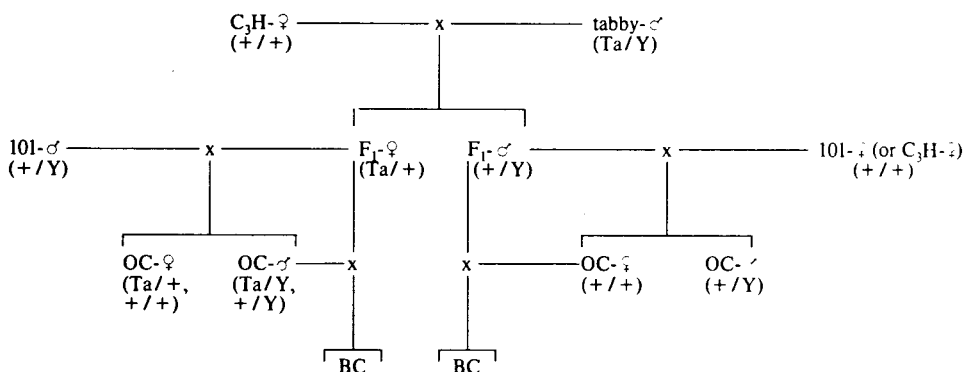 C₃H-♀ x tabby-♂
(+/+) (Ta/Y)
101-♂ x F₁-♀ F₁-♂ x 101-♀ (or C₃H-♀)
(+/Y) (Ta/+) (+/Y) (+/+)
OC-♀ OC-♂ x x OC-♀ OC-♂
(Ta/+, (Ta/Y, (+/+) (+/Y)
+/+) +/Y)
BC BC